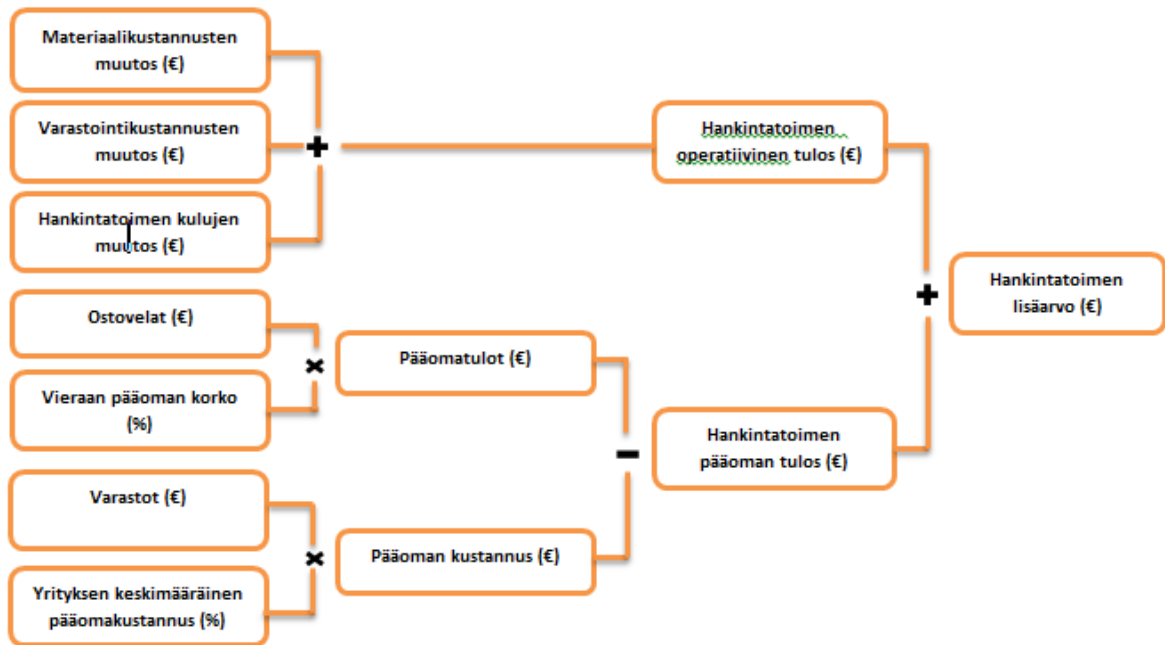 Materiaalikustannusten
muutos (€)
Varastointikustannusten
muutos (€)
Hankintatoimen kulujen
muutos (€)
Ostovelat (€)
Vieraan pääoman korko
(%)
Varastot (€)
Yrityksen keskimääräinen
pääomakustannus (%)
Pääomatulot (€)
Pääoman kustannus (€)
Hankintatoimen
operatiivinen tulos (€)
Hankintatoimen
pääoman tulos (€)
Hankintatoimen
lisäarvo (€)